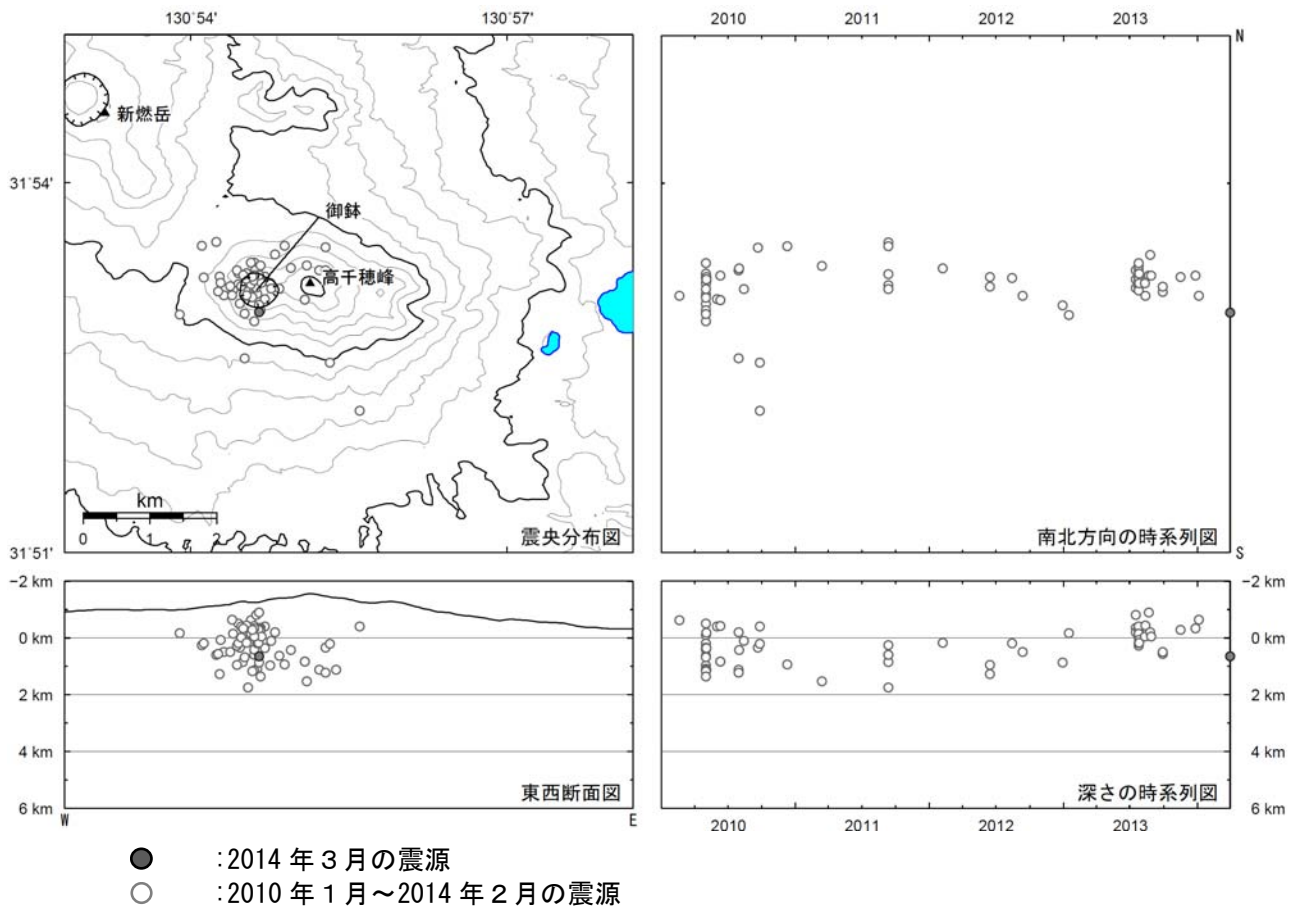 130°54' 130°57'
2010 2011 2012 2013
N
新燃岳
31°54'
御鉢
高千穂峰
km
0 1 2
震央分布図
南北方向の時系列図
31°51'
S
-2 km
0 km
2 km
4 km
6 km
東西断面図
W E
-2 km
0 km
2 km
4 km
6 km
深さの時系列図
2010 2011 2012 2013
:2014 年３月の震源
:2010 年１月～2014 年２月の震源